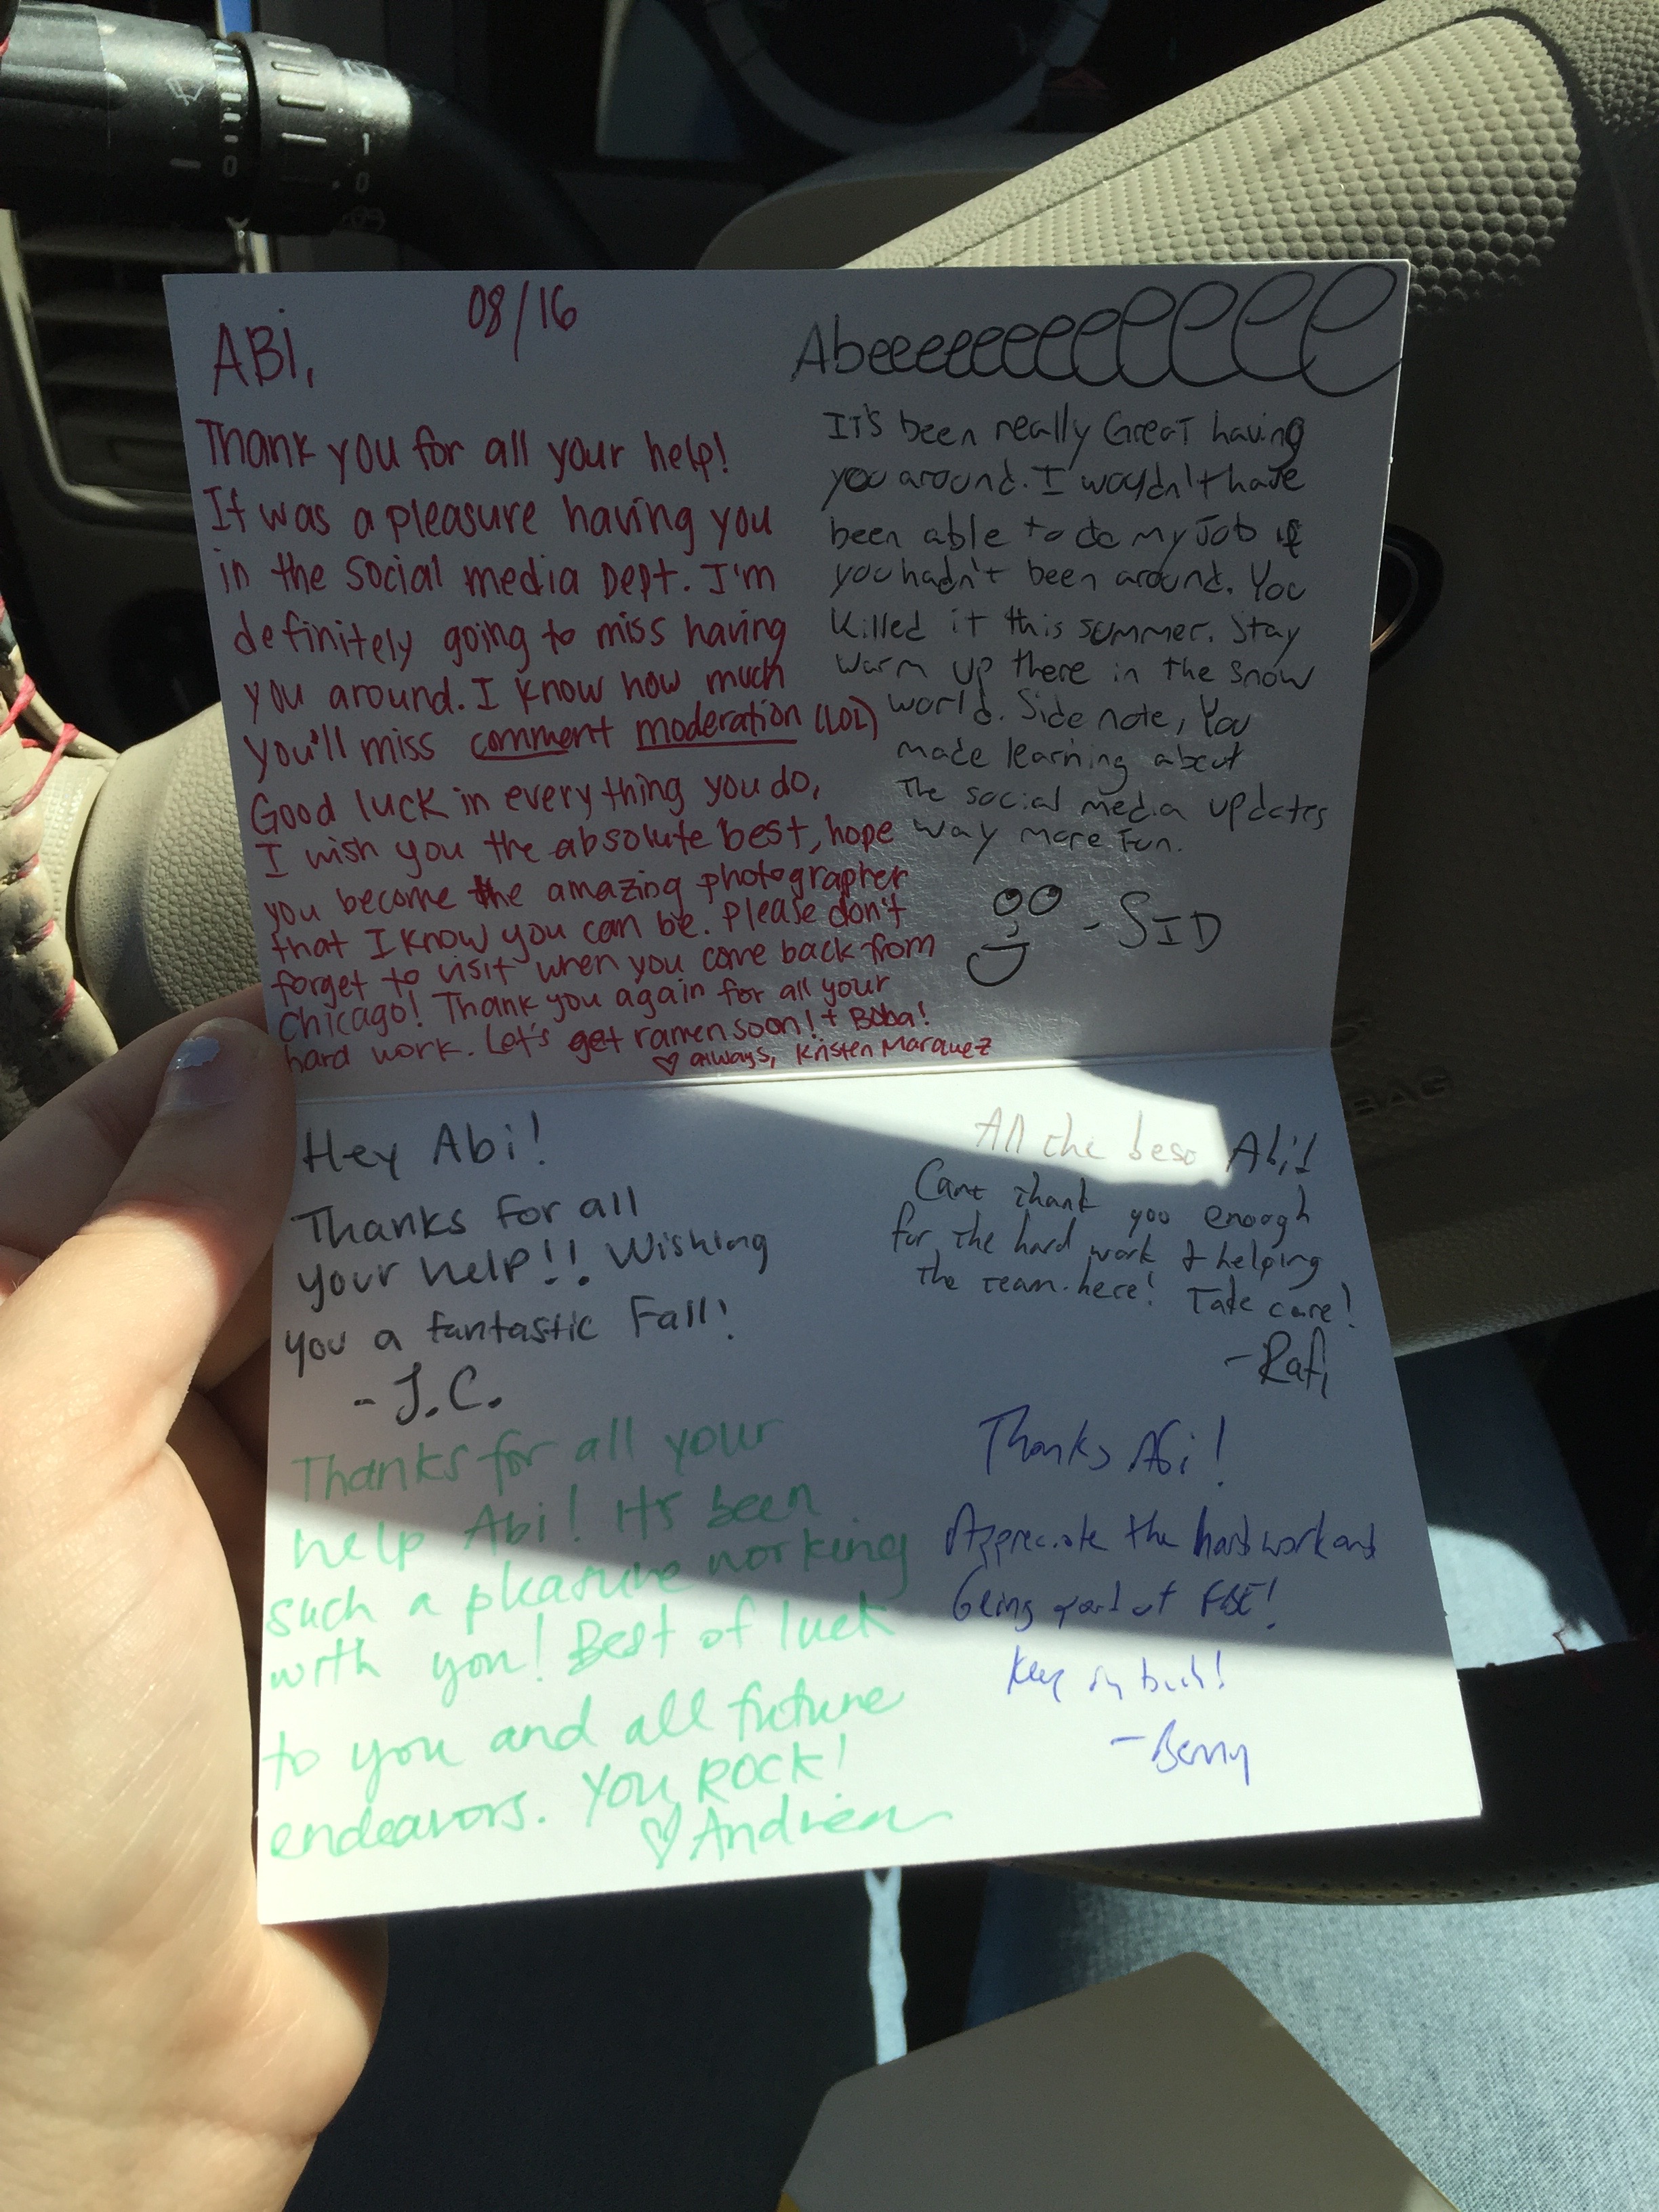 08/16
ABi,
Thank you for all your help!
It was a pleasure having you
in the social media Dept. I'm
definitely going to miss having
you around. I know how much
you'll miss comment moderation (LOL)
Good luck in everything you do,
I wish you the absolute best, hope
you become the amazing photographer
that I know you can be. Please don't
forget to visit when you come back from
Chicago! Thank you again for all your
hard work. Let's get ramen soon! + Boba!
♡ always, Kristen Marquez
Abeeeeeeeeeeeeee
IT's been really GreaT having
you around. I wouldn't have
been able to do my Job if
you hadn't been around. You
killed it this summer. Stay
warm up there in the snow
world. Side note, You
made learning about
The social media updates
way more fun.
- SID
Hey Abi!
Thanks for all
your help!! Wishing
you a fantastic Fall!
- J.C.
All the best Abi!
Cant thank you enough
for the hard work & helping
the team here! Take care!
- Rafi
Thanks for all your
help Abi! It's been
such a pleasure working
with you! Best of luck
to you and all future
endeavors. YOU ROCK!
♡ Andrea
Thanks Abi!
Appreciate the hard work and
being part of FBE!
Keep in touch!
- Benny
0
1
0
AIRBAG